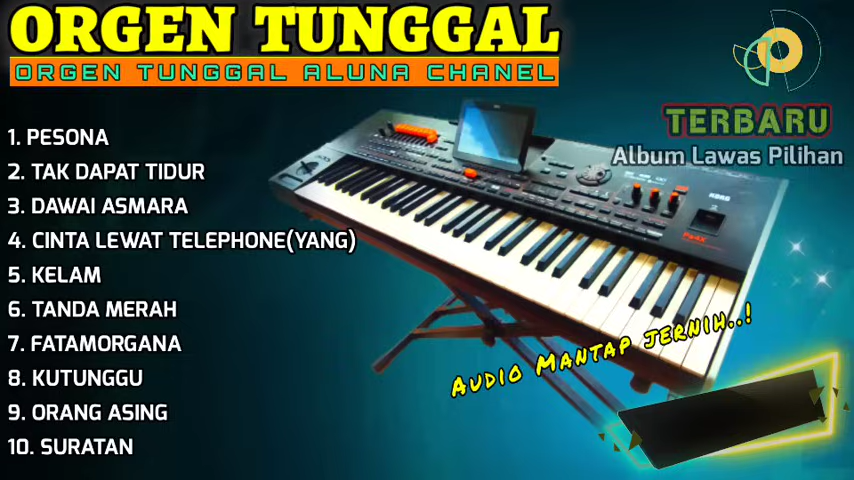 ORGEN TUNGGAL
ORGEN TUNGGAL ALUNA CHANEL
TERBARU
Album Lawas Pilihan
1. PESONA
2. TAK DAPAT TIDUR
3. DAWAI ASMARA
4. CINTA LEWAT TELEPHONE(YANG)
5. KELAM
6. TANDA MERAH
7. FATAMORGANA
8. KUTUNGGU
9. ORANG ASING
10. SURATAN
KORG
Pa4X
Audio Mantap jernih..!